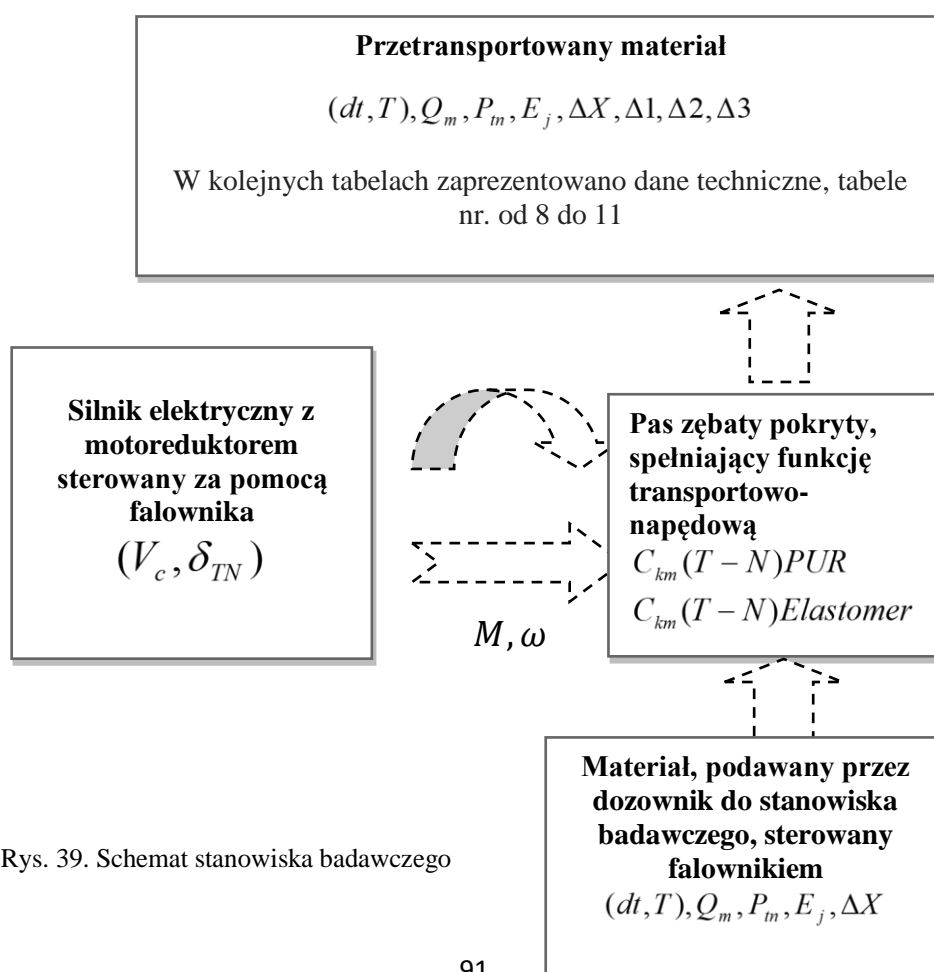 Przetransportowany materiał
(dt,T),Q_m,P_tn,E_j,ΔX,Δ1,Δ2,Δ3
W kolejnych tabelach zaprezentowano dane techniczne, tabele
nr. od 8 do 11
Silnik elektryczny z
motoreduktorem
sterowany za pomocą
falownika
(V_c,δ_TN)
M,ω
Pas zębaty pokryty,
spełniający funkcję
transportowo-
napędową
C_km(T−N)PUR
C_km(T−N)Elastomer
Materiał, podawany przez
dozownik do stanowiska
badawczego, sterowany
falownikiem
(dt,T),Q_m,P_tn,E_j,ΔX
Rys. 39. Schemat stanowiska badawczego
91